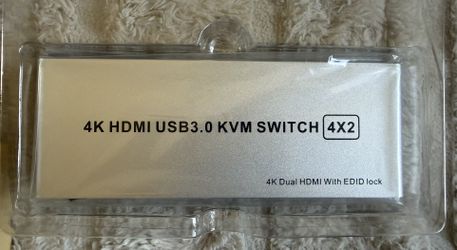 4K HDMI USB3.0 KVM SWITCH 4X2
4K Dual HDMI With EDID lock